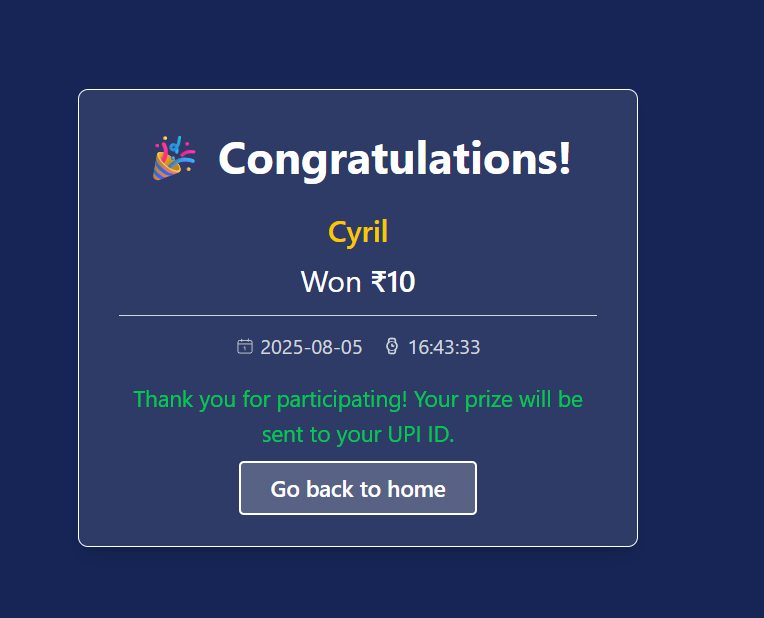 🎉 Congratulations!
Cyril
Won ₹10
2025-08-05 16:43:33
Thank you for participating! Your prize will be
sent to your UPI ID.
Go back to home